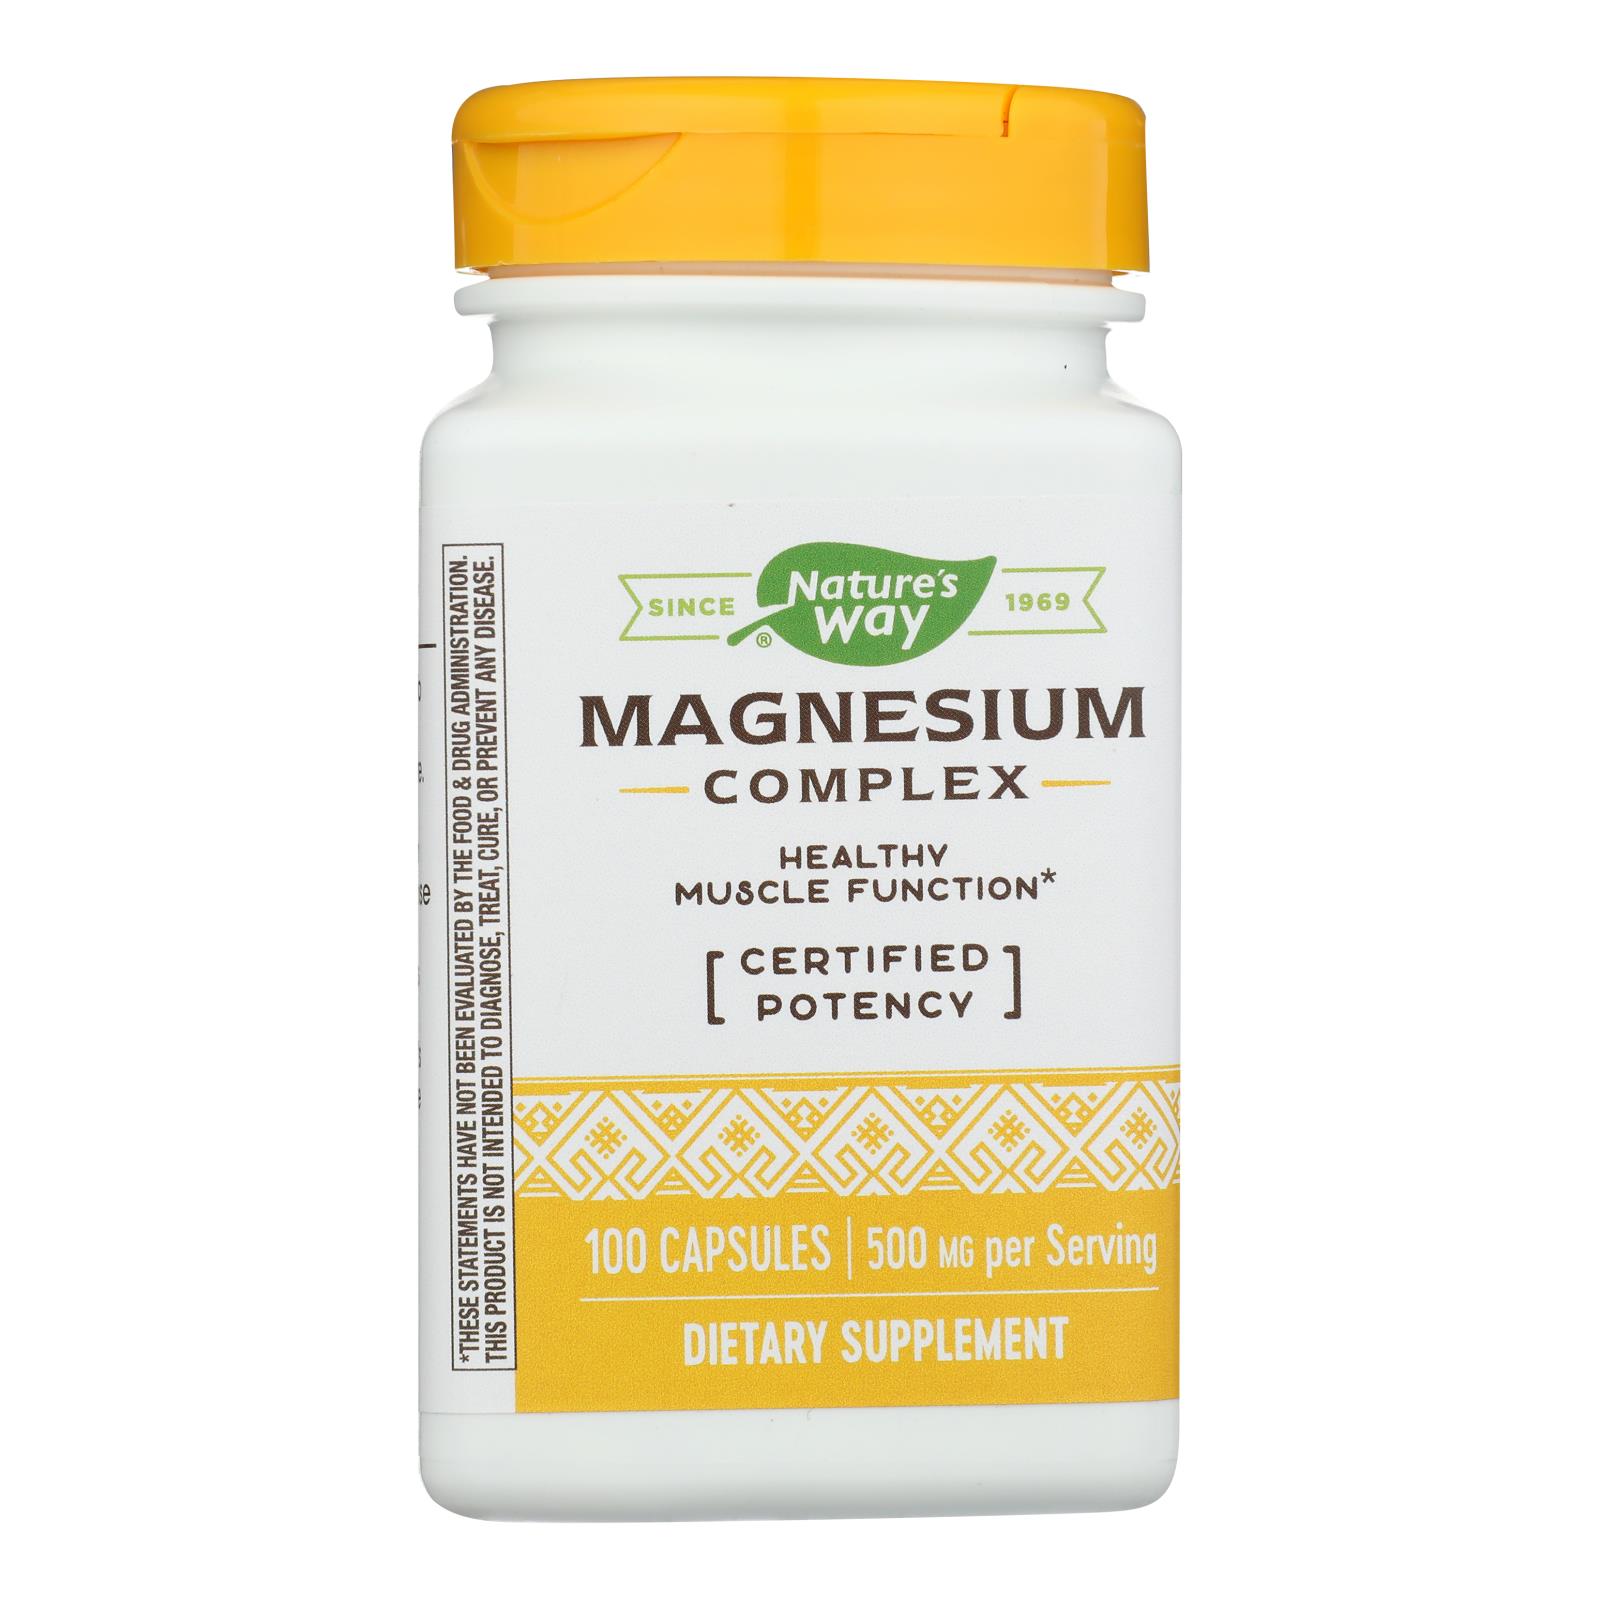 SINCE
Nature's
Way®
1969
MAGNESIUM
COMPLEX
HEALTHY
MUSCLE FUNCTION*
[CERTIFIED
POTENCY]
100 CAPSULES | 500 MG per Serving
DIETARY SUPPLEMENT
*THESE STATEMENTS HAVE NOT BEEN EVALUATED BY THE FOOD & DRUG ADMINISTRATION.
THIS PRODUCT IS NOT INTENDED TO DIAGNOSE, TREAT, CURE, OR PREVENT ANY DISEASE.